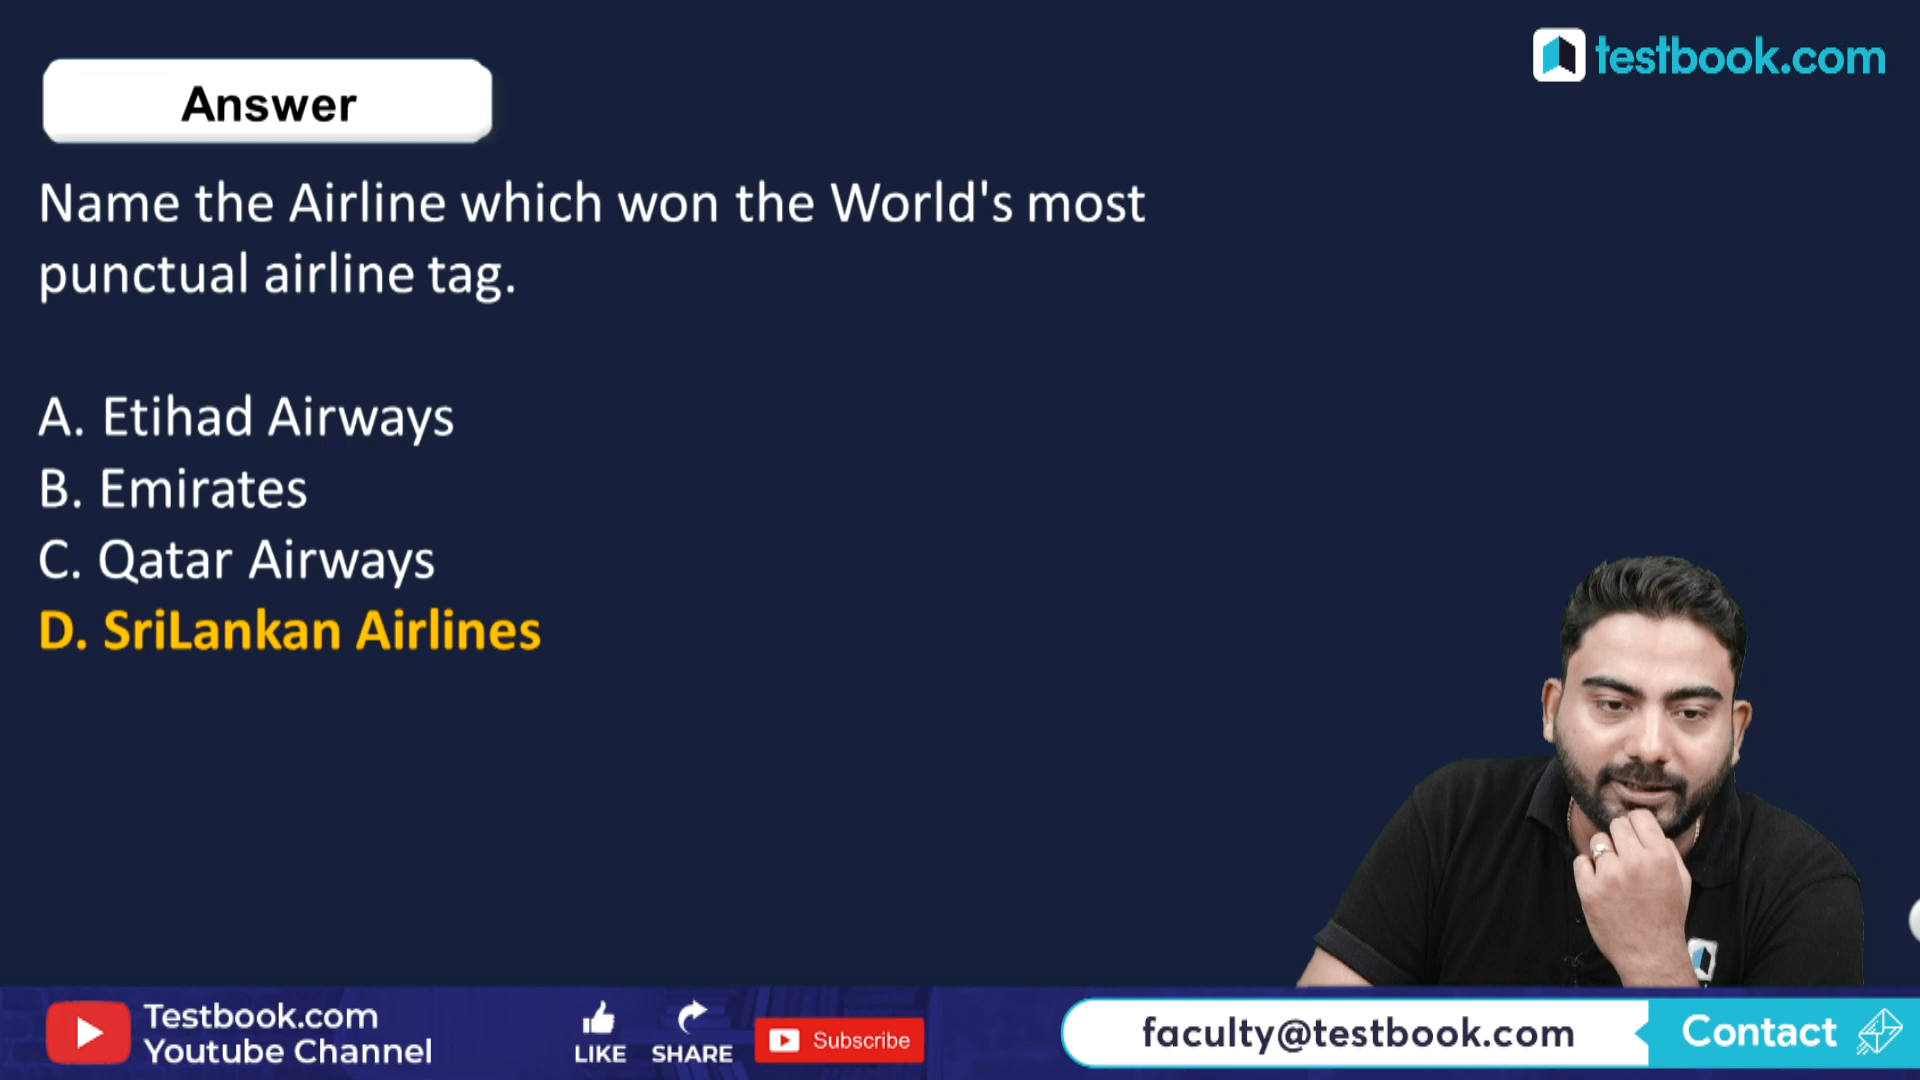 testbook.com
Answer
Name the Airline which won the World's most
punctual airline tag.
A. Etihad Airways
B. Emirates
C. Qatar Airways
D. SriLankan Airlines
Testbook.com
Youtube Channel
LIKE
SHARE
Subscribe
faculty@testbook.com
Contact